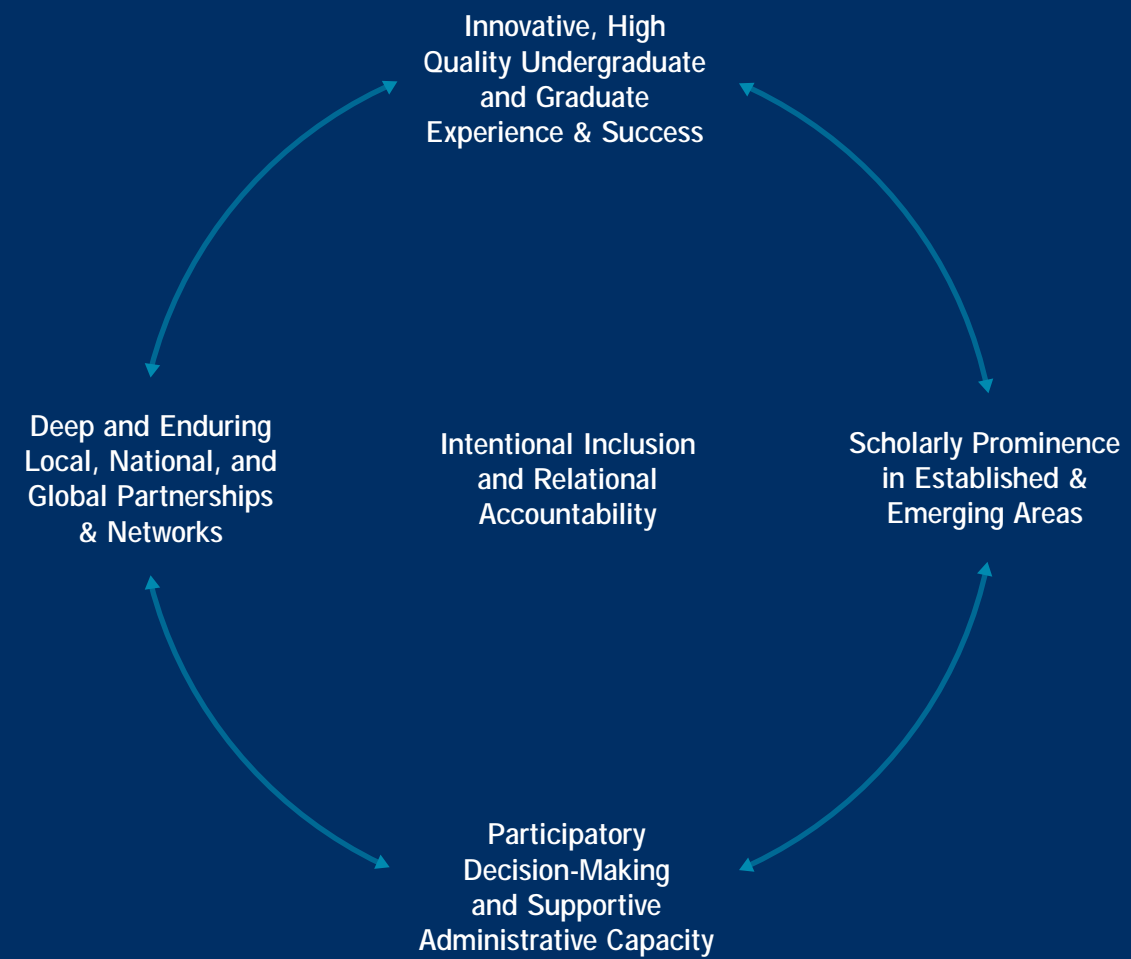 Innovative, High
Quality Undergraduate
and Graduate
Experience & Success
Deep and Enduring
Local, National, and
Global Partnerships
& Networks
Intentional Inclusion
and Relational
Accountability
Scholarly Prominence
in Established &
Emerging Areas
Participatory
Decision-Making
and Supportive
Administrative Capacity